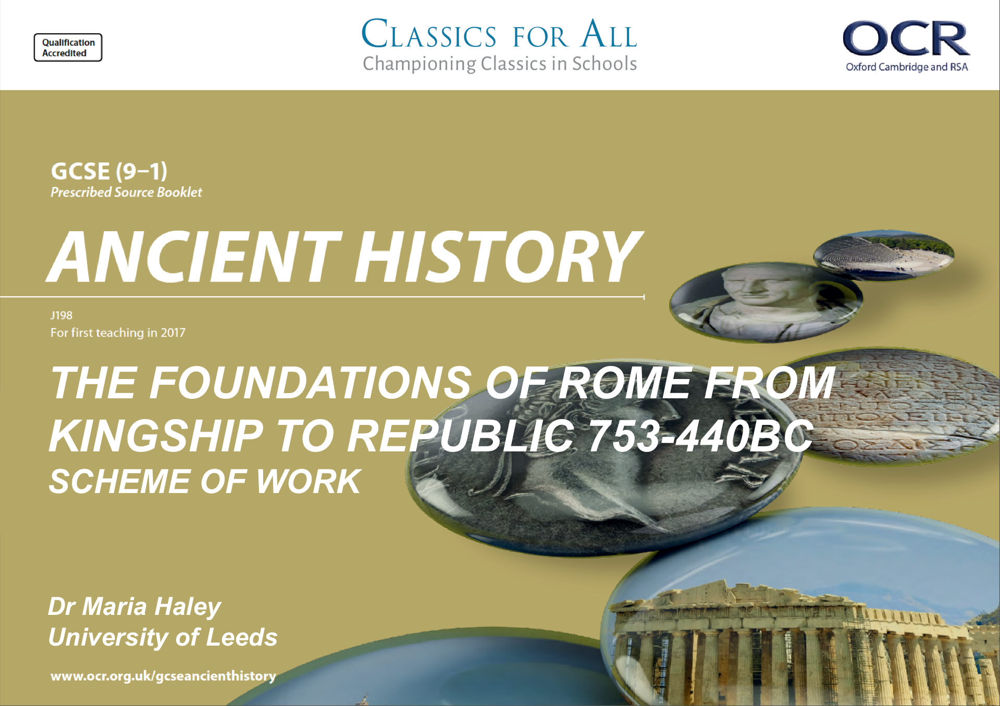 Qualification
Accredited
CLASSICS FOR ALL
Championing Classics in Schools
OCR
Oxford Cambridge and RSA
GCSE (9–1)
Prescribed Source Booklet
ANCIENT HISTORY
J198
For first teaching in 2017
THE FOUNDATIONS OF ROME FROM
KINGSHIP TO REPUBLIC 753-440BC
SCHEME OF WORK
Dr Maria Haley
University of Leeds
www.ocr.org.uk/gcseancienthistory